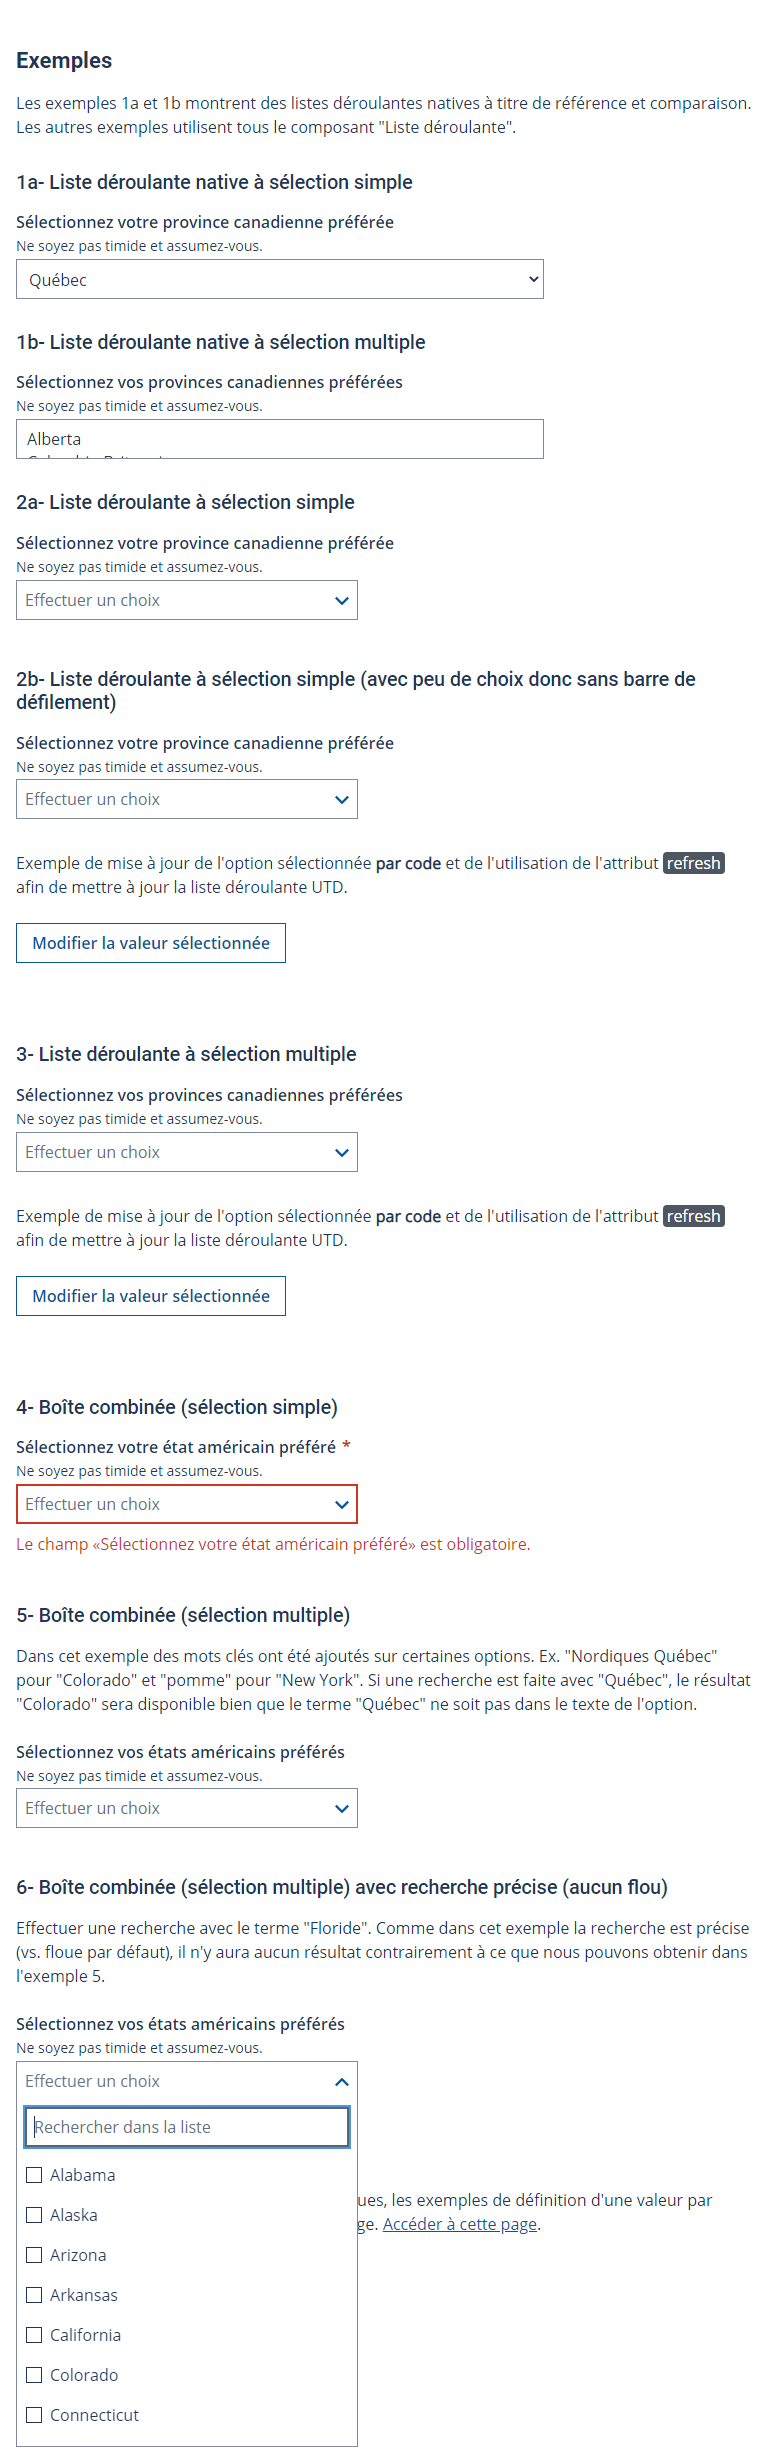 Exemples
Les exemples 1a et 1b montrent des listes déroulantes natives à titre de référence et comparaison.
Les autres exemples utilisent tous le composant "Liste déroulante".
1a- Liste déroulante native à sélection simple
Sélectionnez votre province canadienne préférée
Ne soyez pas timide et assumez-vous.
Québec
1b- Liste déroulante native à sélection multiple
Sélectionnez vos provinces canadiennes préférées
Ne soyez pas timide et assumez-vous.
Alberta
2a- Liste déroulante à sélection simple
Sélectionnez votre province canadienne préférée
Ne soyez pas timide et assumez-vous.
Effectuer un choix
2b- Liste déroulante à sélection simple (avec peu de choix donc sans barre de
défilement)
Sélectionnez votre province canadienne préférée
Ne soyez pas timide et assumez-vous.
Effectuer un choix
Exemple de mise à jour de l'option sélectionnée par code et de l'utilisation de l'attribut refresh
afin de mettre à jour la liste déroulante UTD.
Modifier la valeur sélectionnée
3- Liste déroulante à sélection multiple
Sélectionnez vos provinces canadiennes préférées
Ne soyez pas timide et assumez-vous.
Effectuer un choix
Exemple de mise à jour de l'option sélectionnée par code et de l'utilisation de l'attribut refresh
afin de mettre à jour la liste déroulante UTD.
Modifier la valeur sélectionnée
4- Boîte combinée (sélection simple)
Sélectionnez votre état américain préféré *
Ne soyez pas timide et assumez-vous.
Effectuer un choix
Le champ «Sélectionnez votre état américain préféré» est obligatoire.
5- Boîte combinée (sélection multiple)
Dans cet exemple des mots clés ont été ajoutés sur certaines options. Ex. "Nordiques Québec"
pour "Colorado" et "pomme" pour "New York". Si une recherche est faite avec "Québec", le résultat
"Colorado" sera disponible bien que le terme "Québec" ne soit pas dans le texte de l'option.
Sélectionnez vos états américains préférés
Ne soyez pas timide et assumez-vous.
Effectuer un choix
6- Boîte combinée (sélection multiple) avec recherche précise (aucun flou)
Effectuer une recherche avec le terme "Floride". Comme dans cet exemple la recherche est précise
(vs. floue par défaut), il n'y aura aucun résultat contrairement à ce que nous pouvons obtenir dans
l'exemple 5.
Sélectionnez vos états américains préférés
Ne soyez pas timide et assumez-vous.
Effectuer un choix
Rechercher dans la liste
Alabama
ues, les exemples de définition d'une valeur par
Alaska
ge. Accéder à cette page.
Arizona
Arkansas
California
Colorado
Connecticut